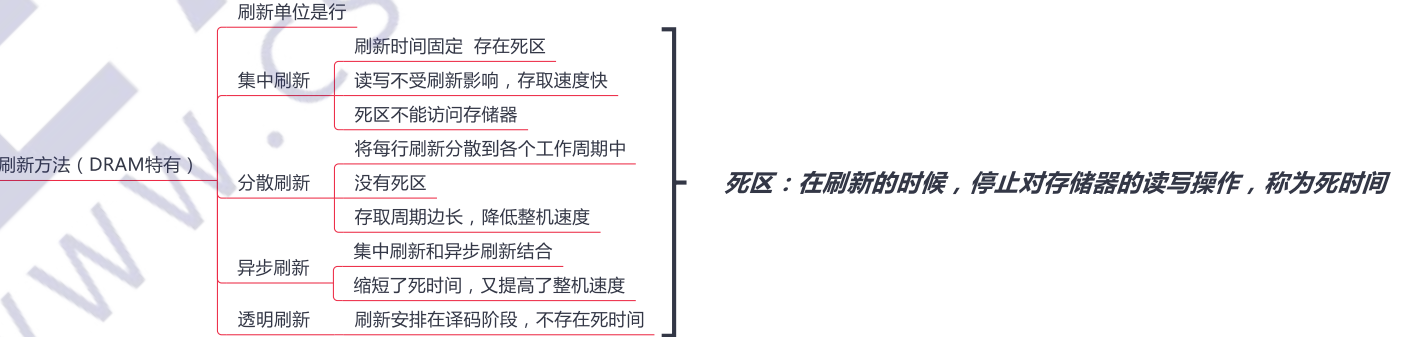 刷新单位是行
刷新时间固定 存在死区
集中刷新
读写不受刷新影响，存取速度快
死区不能访问存储器
将每行刷新分散到各个工作周期中
刷新方法（DRAM特有）
分散刷新
没有死区
死区：在刷新的时候，停止对存储器的读写操作，称为死时间
存取周期边长，降低整机速度
集中刷新和异步刷新结合
异步刷新
缩短了死时间，又提高了整机速度
透明刷新
刷新安排在译码阶段，不存在死时间
WWW.CS